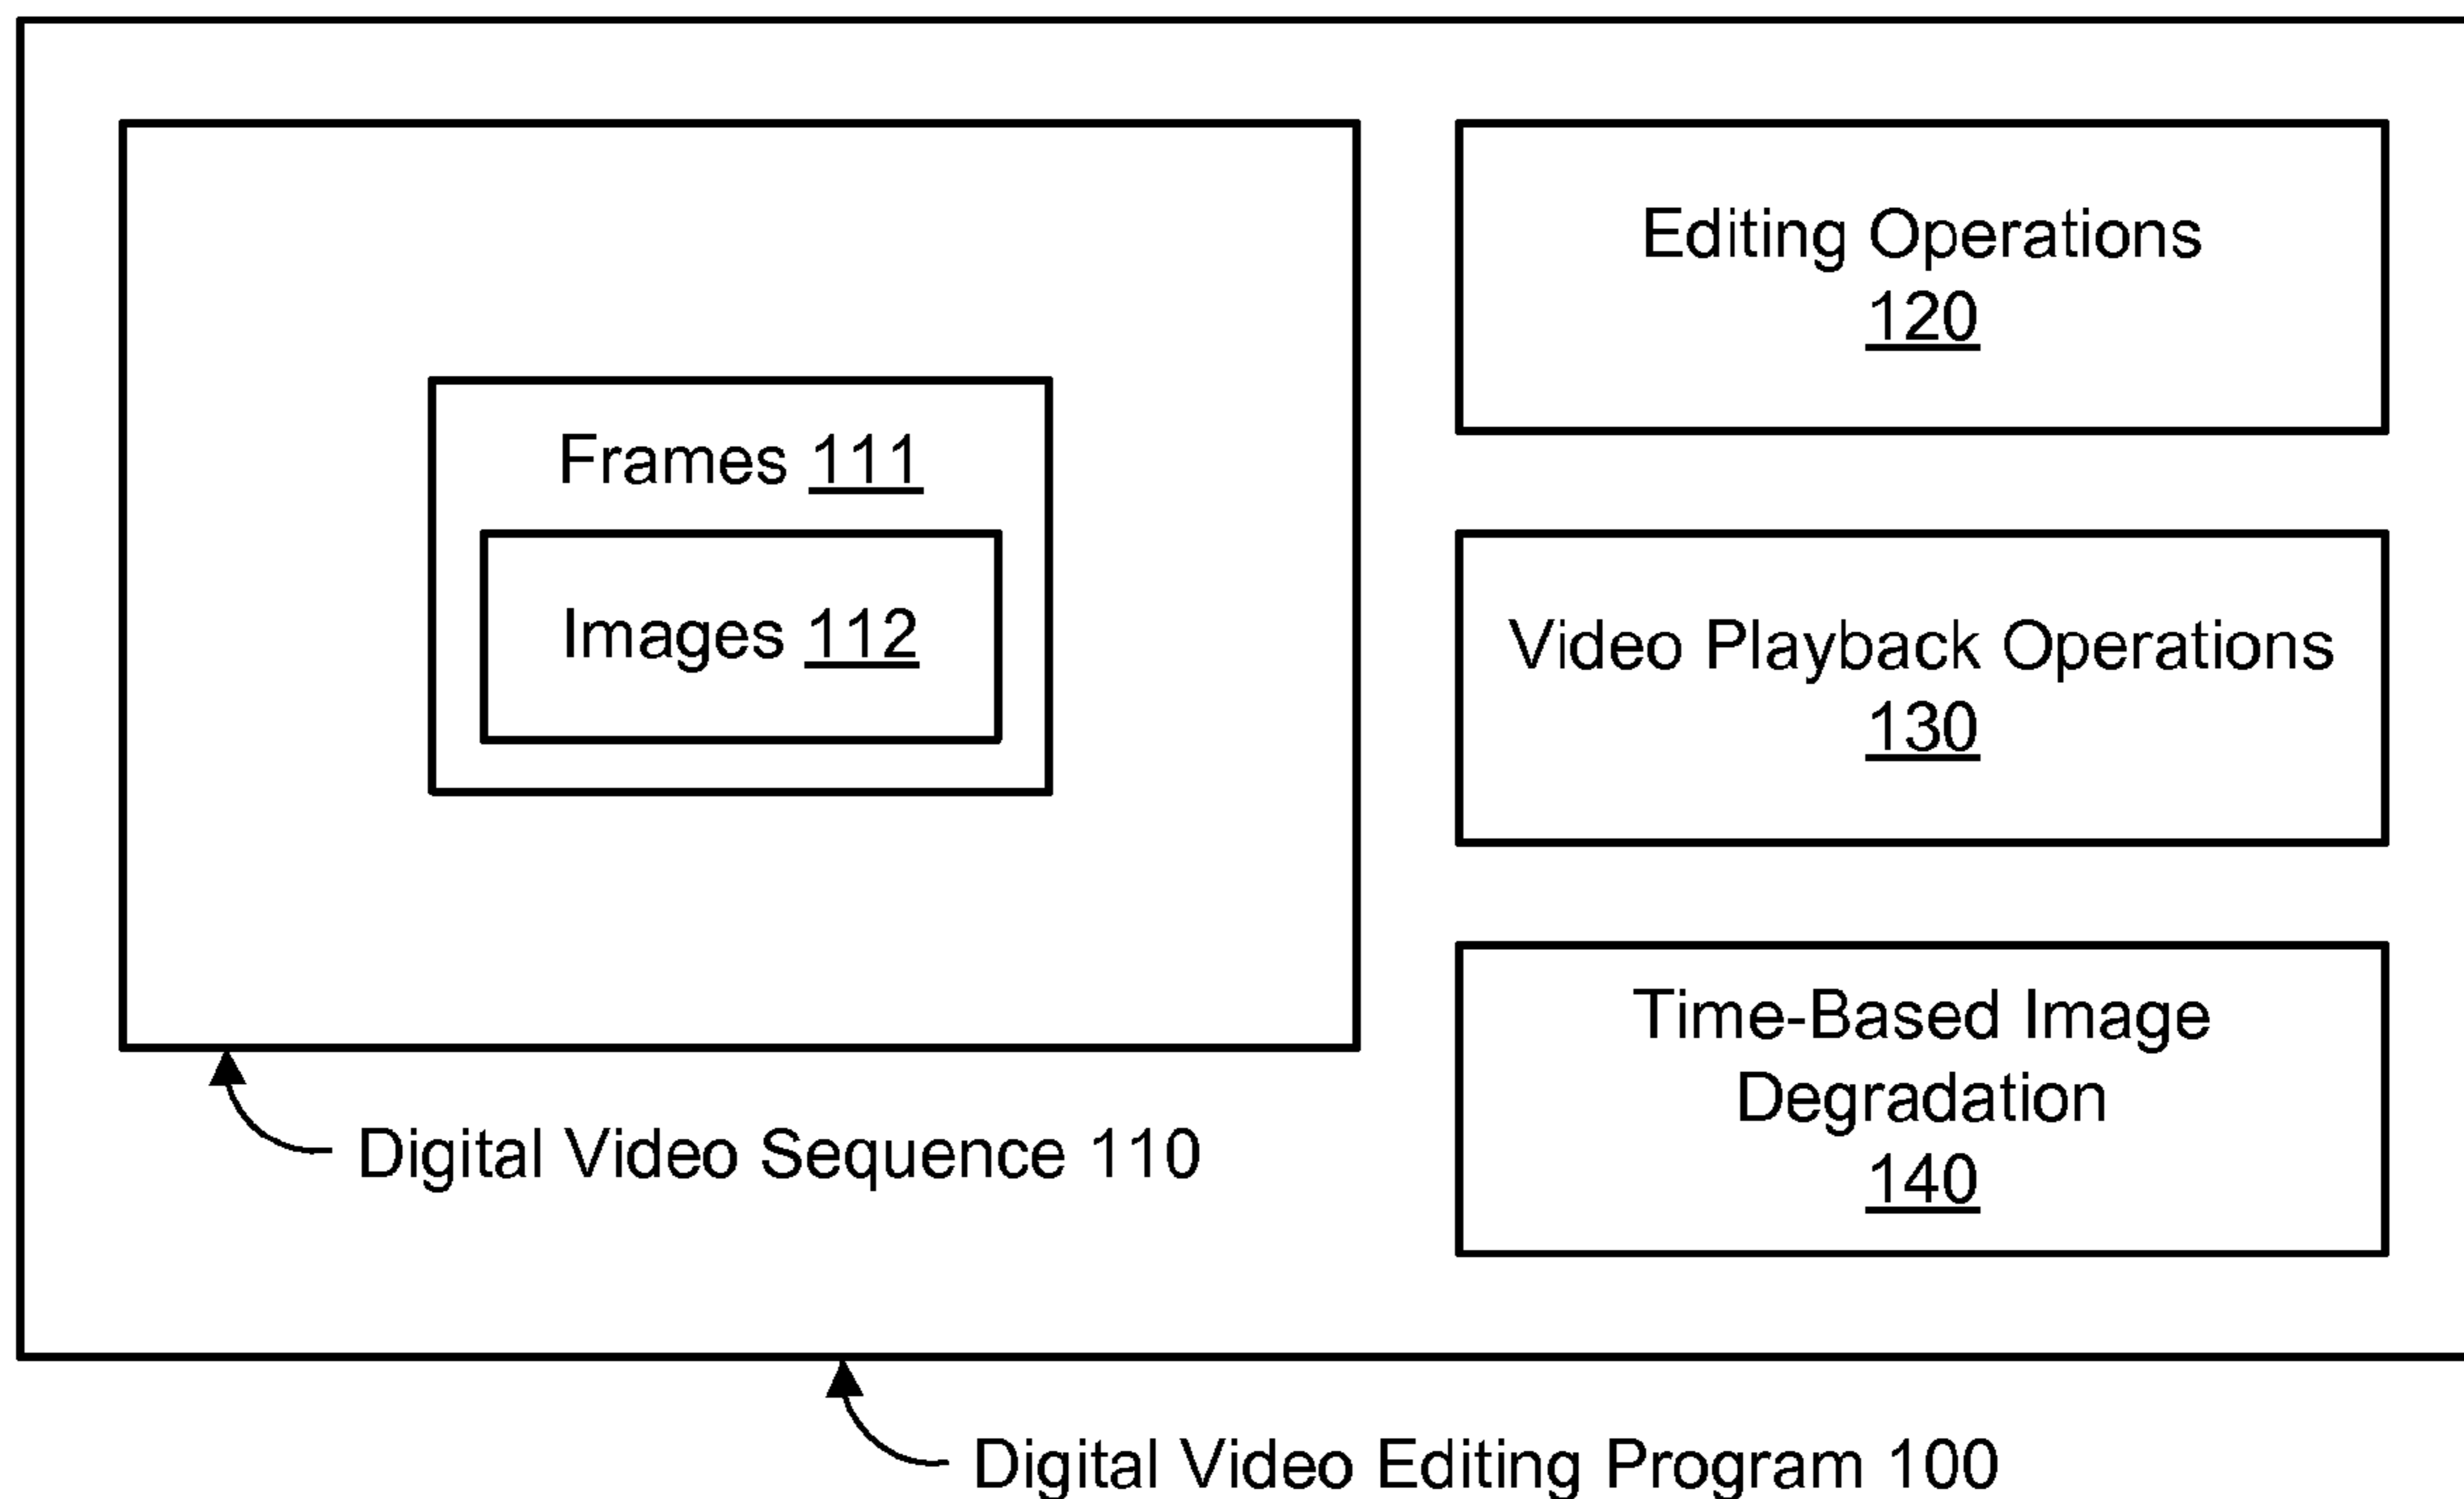 Frames 111
Images 112
Digital Video Sequence 110
Editing Operations
120
Video Playback Operations
130
Time-Based Image
Degradation
140
Digital Video Editing Program 100